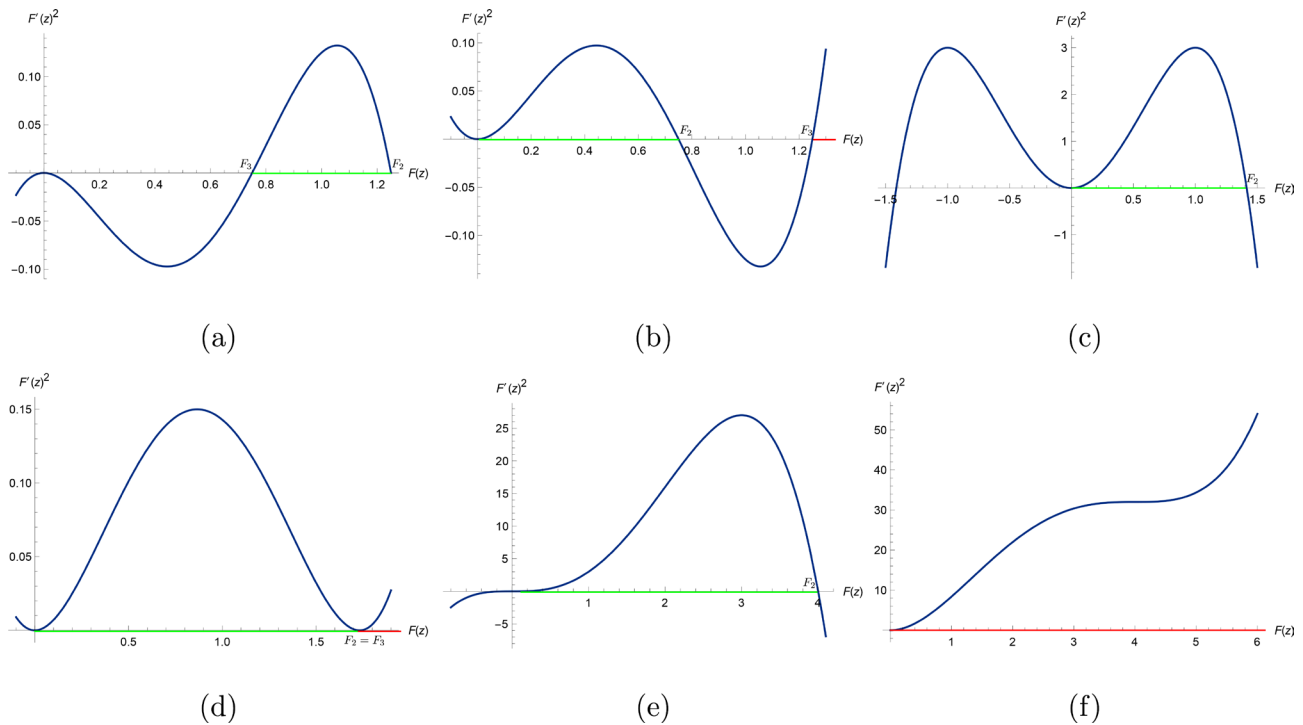 F′(z)²
0.10
0.05
−0.05
−0.10
0.2 0.4 0.6 0.8 1.0 1.2
F₃
F₂
F(z)
(a)
F′(z)²
0.10
0.05
−0.05
−0.10
0.2 0.4 0.6 0.8 1.0 1.2
F₂
F₃
F(z)
(b)
F′(z)²
3
2
1
−1
−1.5 −1.0 −0.5 0.5 1.0 1.5
F₂
F(z)
(c)
F′(z)²
0.15
0.10
0.05
0.5 1.0 1.5
F₂ = F₃
F(z)
(d)
F′(z)²
25
20
15
10
5
−5
1 2 3 4
F₂
F(z)
(e)
F′(z)²
50
40
30
20
10
1 2 3 4 5 6
F(z)
(f)